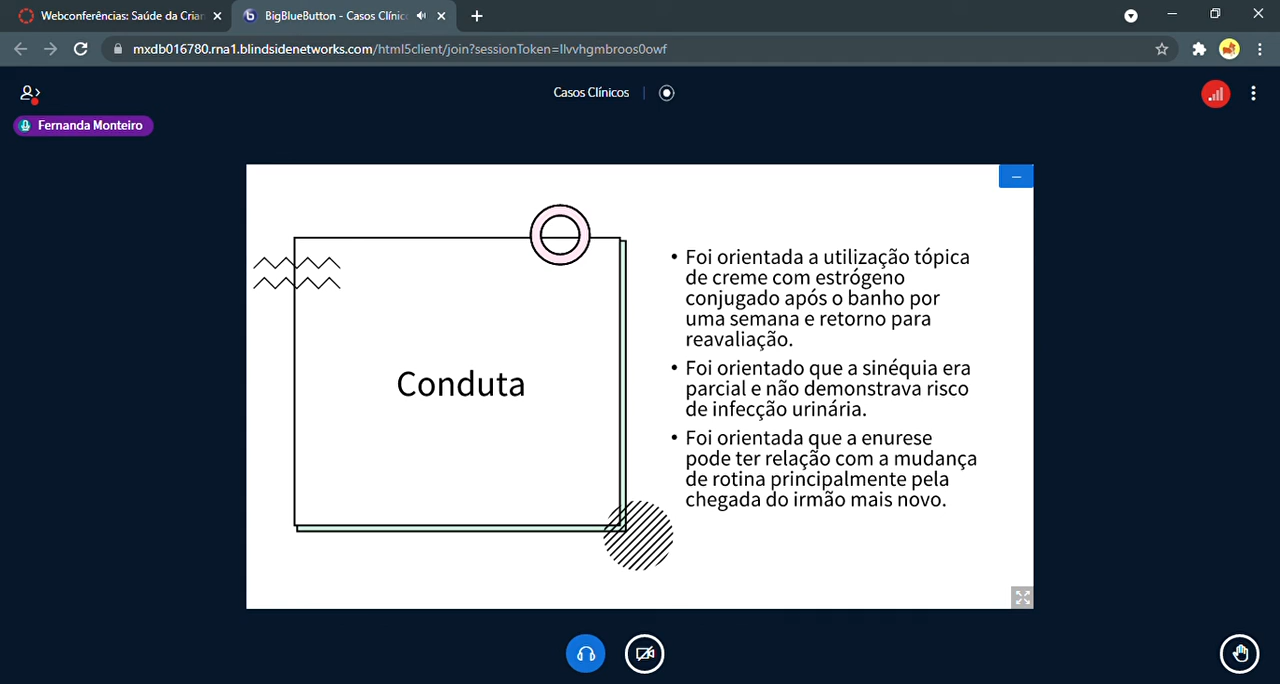 Webconferências: Saúde da Crian
BigBlueButton - Casos Clínic
mxdb016780.rna1.blindsidenetworks.com/html5client/join?sessionToken=llvvhgmbroos0owf
Casos Clínicos
Fernanda Monteiro
Conduta
• Foi orientada a utilização tópica
de creme com estrógeno
conjugado após o banho por
uma semana e retorno para
reavaliação.
• Foi orientado que a sinéquia era
parcial e não demonstrava risco
de infecção urinária.
• Foi orientada que a enurese
pode ter relação com a mudança
de rotina principalmente pela
chegada do irmão mais novo.